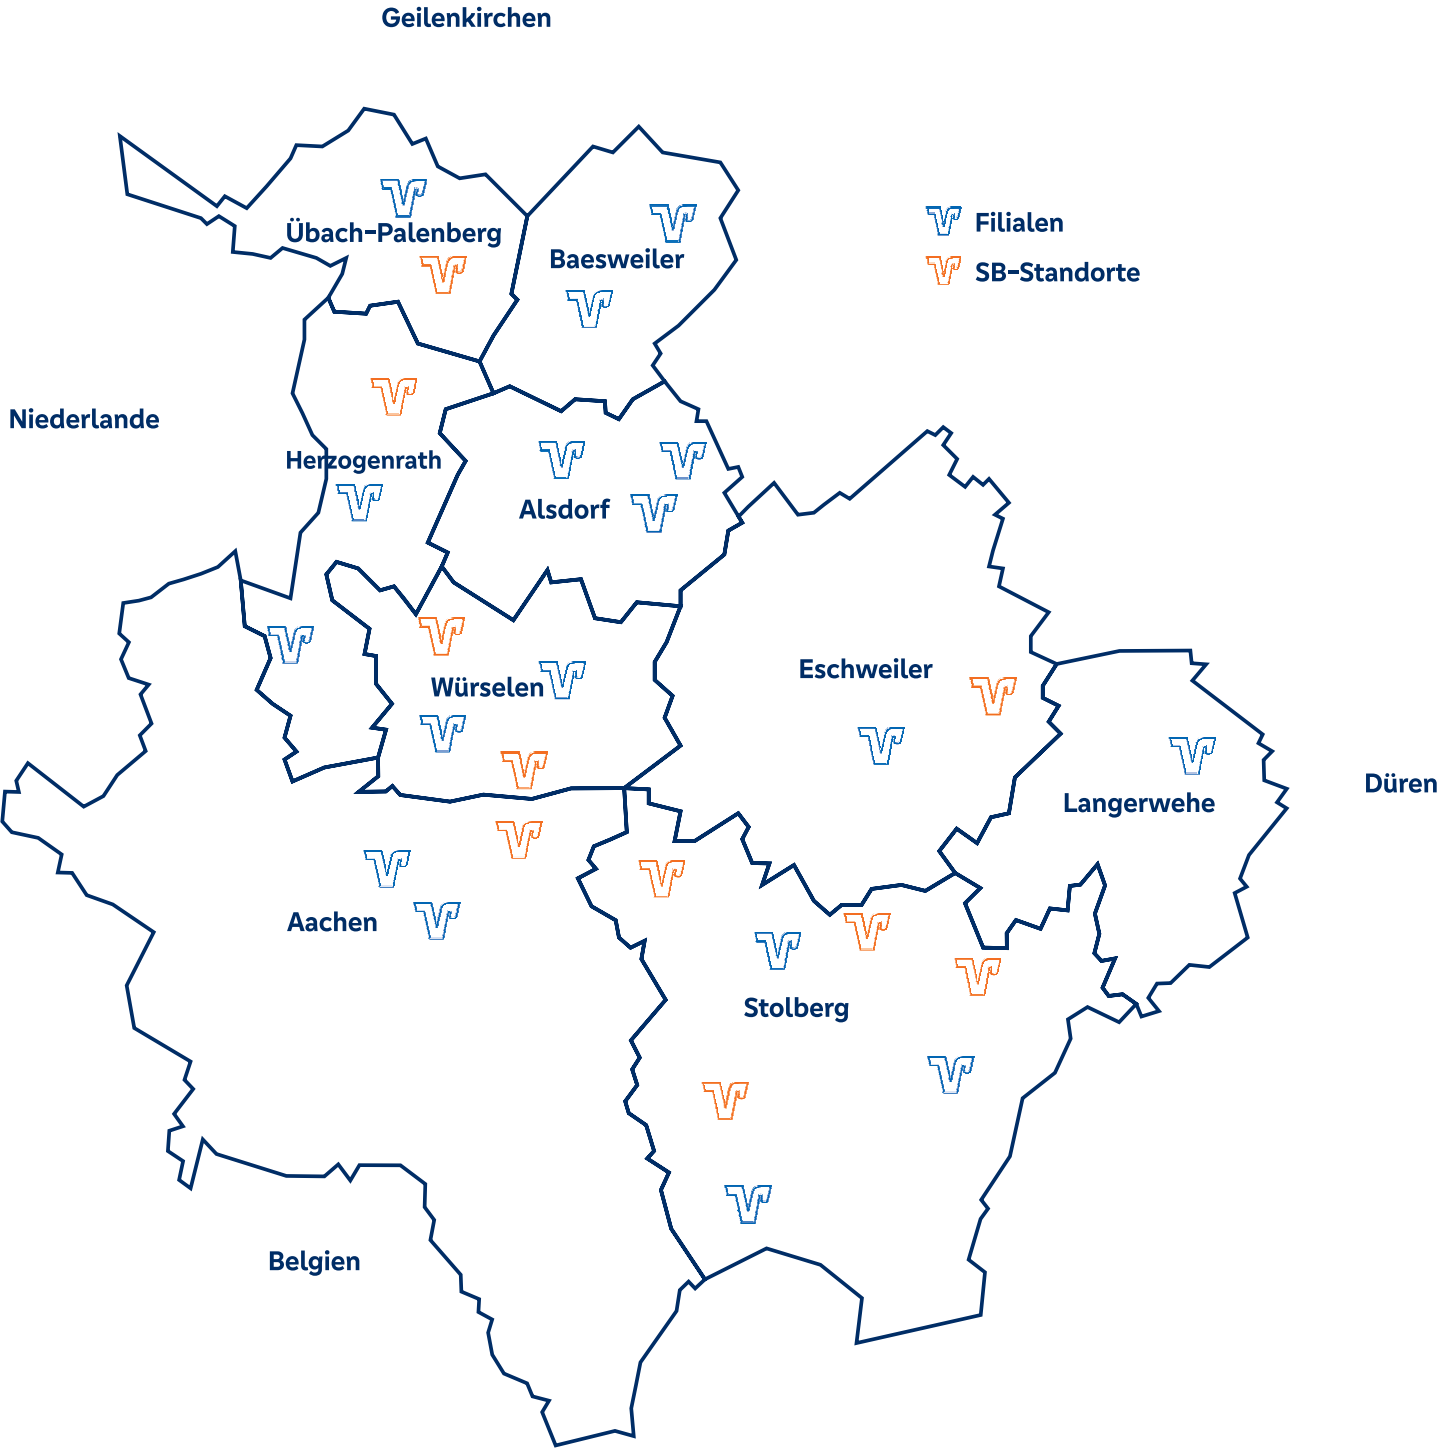 Geilenkirchen
Übach-Palenberg
Baesweiler
Filialen
SB-Standorte
Niederlande
Herzogenrath
Alsdorf
Würselen
Eschweiler
Düren
Langerwehe
Aachen
Stolberg
Belgien